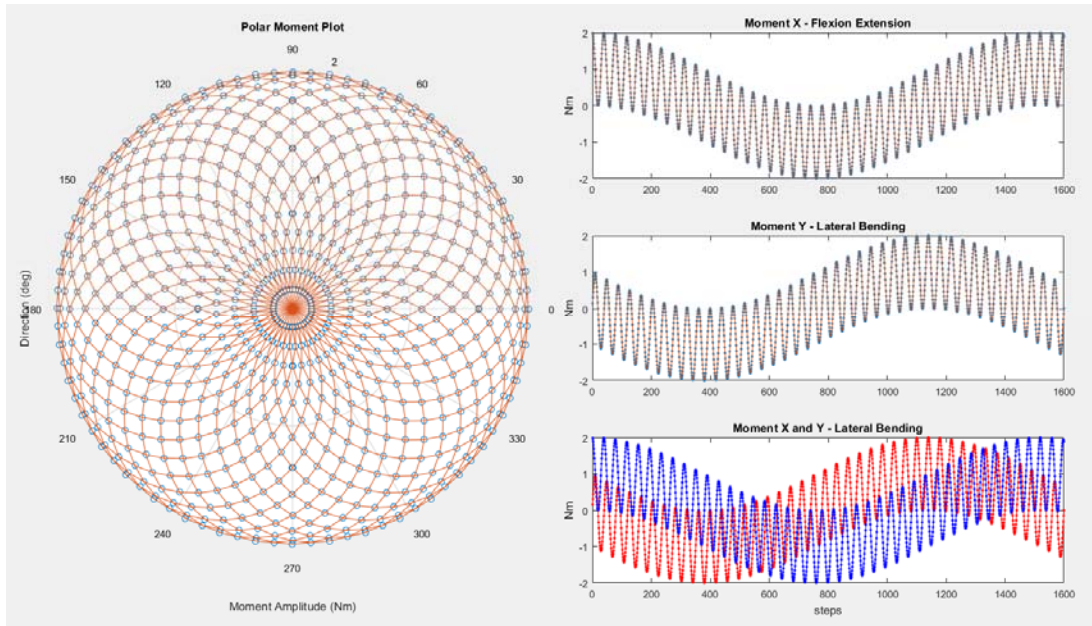 Polar Moment Plot
90
2
120
60
1
150
30
Direction (deg)
180
0
210
330
240
300
270
Moment Amplitude (Nm)
Moment X - Flexion Extension
Nm
2
1
0
-1
-2
0 200 400 600 800 1000 1200 1400 1600
Moment Y - Lateral Bending
Nm
2
1
0
-1
-2
0 200 400 600 800 1000 1200 1400 1600
Moment X and Y - Lateral Bending
Nm
2
1
0
-1
-2
0 200 400 600 800 1000 1200 1400 1600
steps